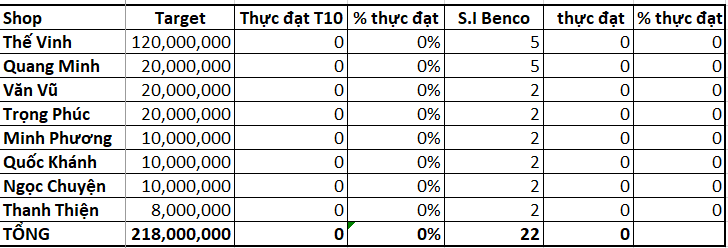 Shop Target Thực đạt T10 % thực đạt S.I Benco thực đạt % thực đạt
Thế Vinh 120,000,000 0 0% 5 0 0
Quang Minh 20,000,000 0 0% 5 0 0
Văn Vũ 20,000,000 0 0% 2 0 0
Trọng Phúc 20,000,000 0 0% 2 0 0
Minh Phương 10,000,000 0 0% 2 0 0
Quốc Khánh 10,000,000 0 0% 2 0 0
Ngọc Chuyện 10,000,000 0 0% 2 0 0
Thanh Thiện 8,000,000 0 0% 2 0 0
TỔNG 218,000,000 0 0% 22 0